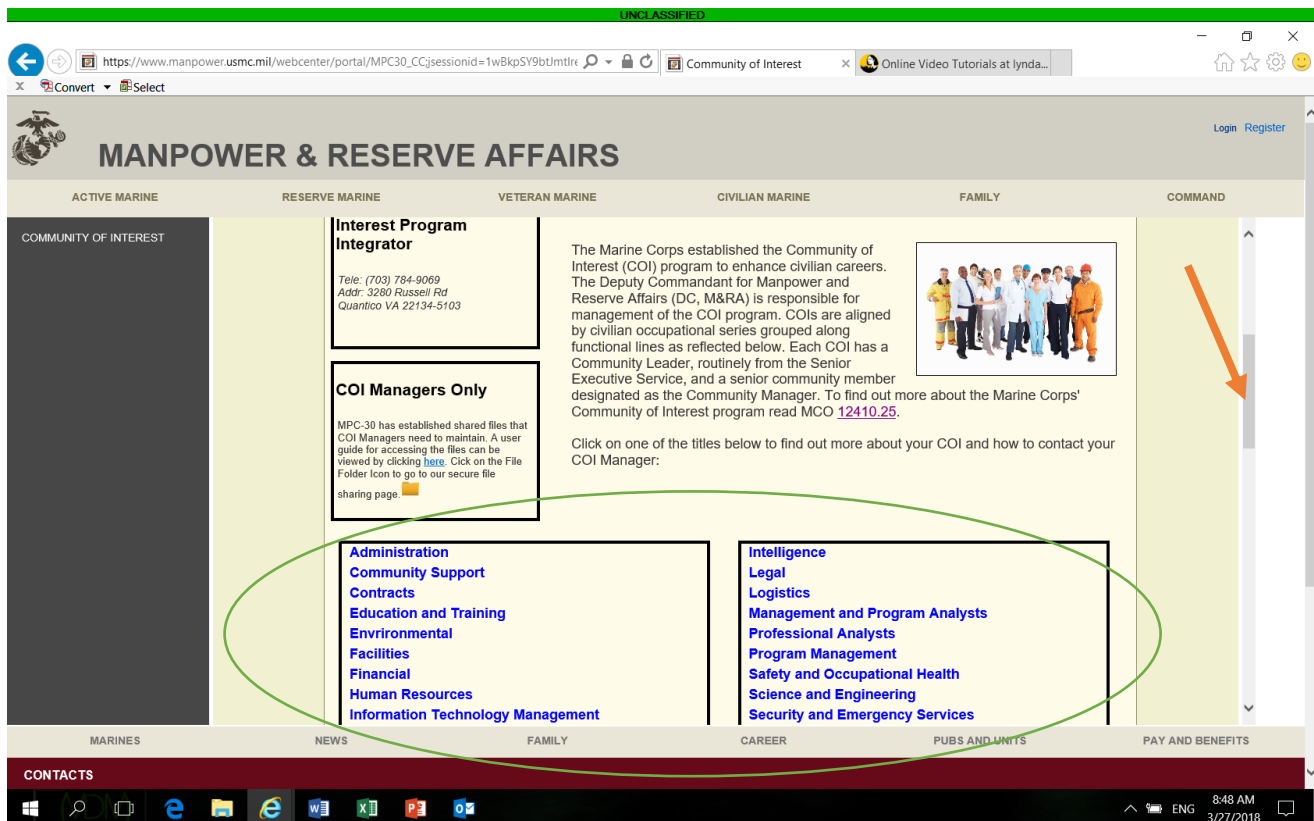 UNCLASSIFIED
https://www.manpower.usmc.mil/webcenter/portal/MPC30_CC;jsessionid=1wBkpSY9btJmtIre
Community of Interest
Online Video Tutorials at lynda...
x Convert Select
Login Register
MANPOWER & RESERVE AFFAIRS
ACTIVE MARINE RESERVE MARINE VETERAN MARINE CIVILIAN MARINE FAMILY COMMAND
COMMUNITY OF INTEREST
Interest Program
Integrator
Tele: (703) 784-9069
Addr: 3280 Russell Rd
Quantico VA 22134-5103
COI Managers Only
MPC-30 has established shared files that
COI Managers need to maintain. A user
guide for accessing the files can be
viewed by clicking here. Cick on the File
Folder Icon to go to our secure file
sharing page.
The Marine Corps established the Community of
Interest (COI) program to enhance civilian careers.
The Deputy Commandant for Manpower and
Reserve Affairs (DC, M&RA) is responsible for
management of the COI program. COIs are aligned
by civilian occupational series grouped along
functional lines as reflected below. Each COI has a
Community Leader, routinely from the Senior
Executive Service, and a senior community member
designated as the Community Manager. To find out more about the Marine Corps'
Community of Interest program read MCO 12410.25.
Click on one of the titles below to find out more about your COI and how to contact your
COI Manager:
Administration
Community Support
Contracts
Education and Training
Envrironmental
Facilities
Financial
Human Resources
Information Technology Management
Intelligence
Legal
Logistics
Management and Program Analysts
Professional Analysts
Program Management
Safety and Occupational Health
Science and Engineering
Security and Emergency Services
MARINES NEWS FAMILY CAREER PUBS AND UNITS PAY AND BENEFITS
CONTACTS
ENG
8:48 AM
3/27/2018